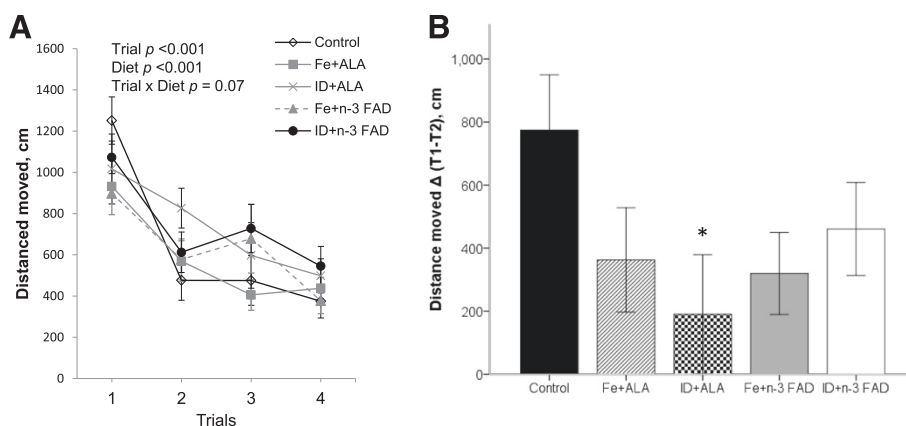 A
Trial p <0.001
Diet p <0.001
Trial x Diet p = 0.07
Control
Fe+ALA
ID+ALA
Fe+n-3 FAD
ID+n-3 FAD
Distanced moved, cm
1600
1400
1200
1000
800
600
400
200
0
1 2 3 4
Trials
B
Distance moved Δ (T1-T2), cm
1,000
800
600
400
200
0
*
Control Fe+ALA ID+ALA Fe+n-3 FAD ID+n-3 FAD